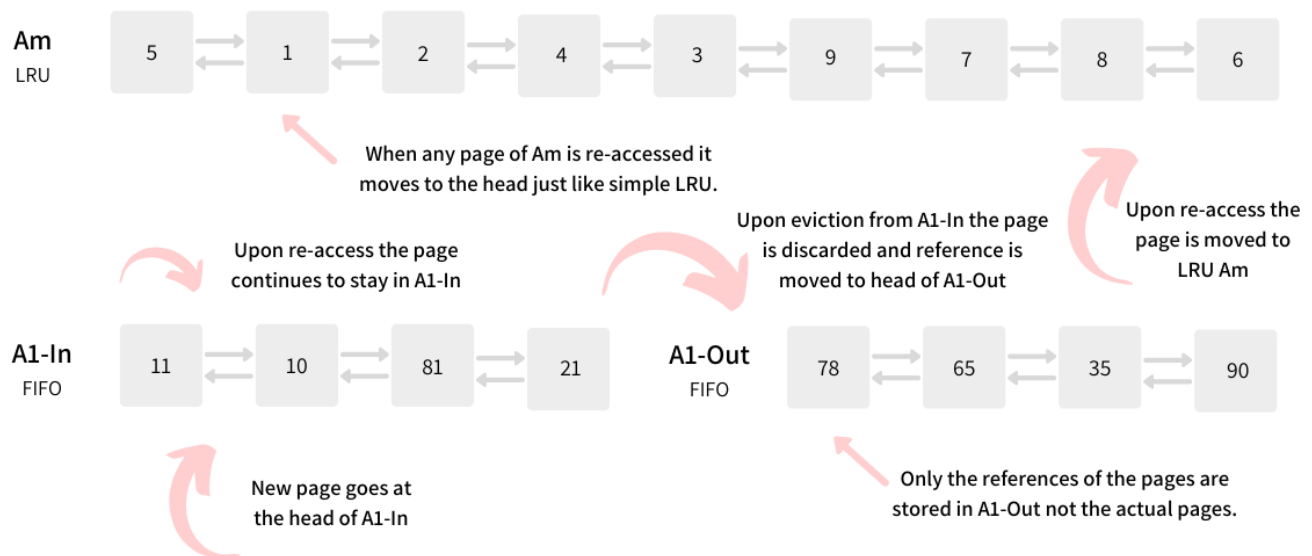 Am
LRU
5
1
2
4
3
9
7
8
6
When any page of Am is re-accessed it
moves to the head just like simple LRU.
Upon re-access the page
continues to stay in A1-In
Upon eviction from A1-In the page
is discarded and reference is
moved to head of A1-Out
Upon re-access the
page is moved to
LRU Am
A1-In
FIFO
11
10
81
21
A1-Out
FIFO
78
65
35
90
New page goes at
the head of A1-In
Only the references of the pages are
stored in A1-Out not the actual pages.